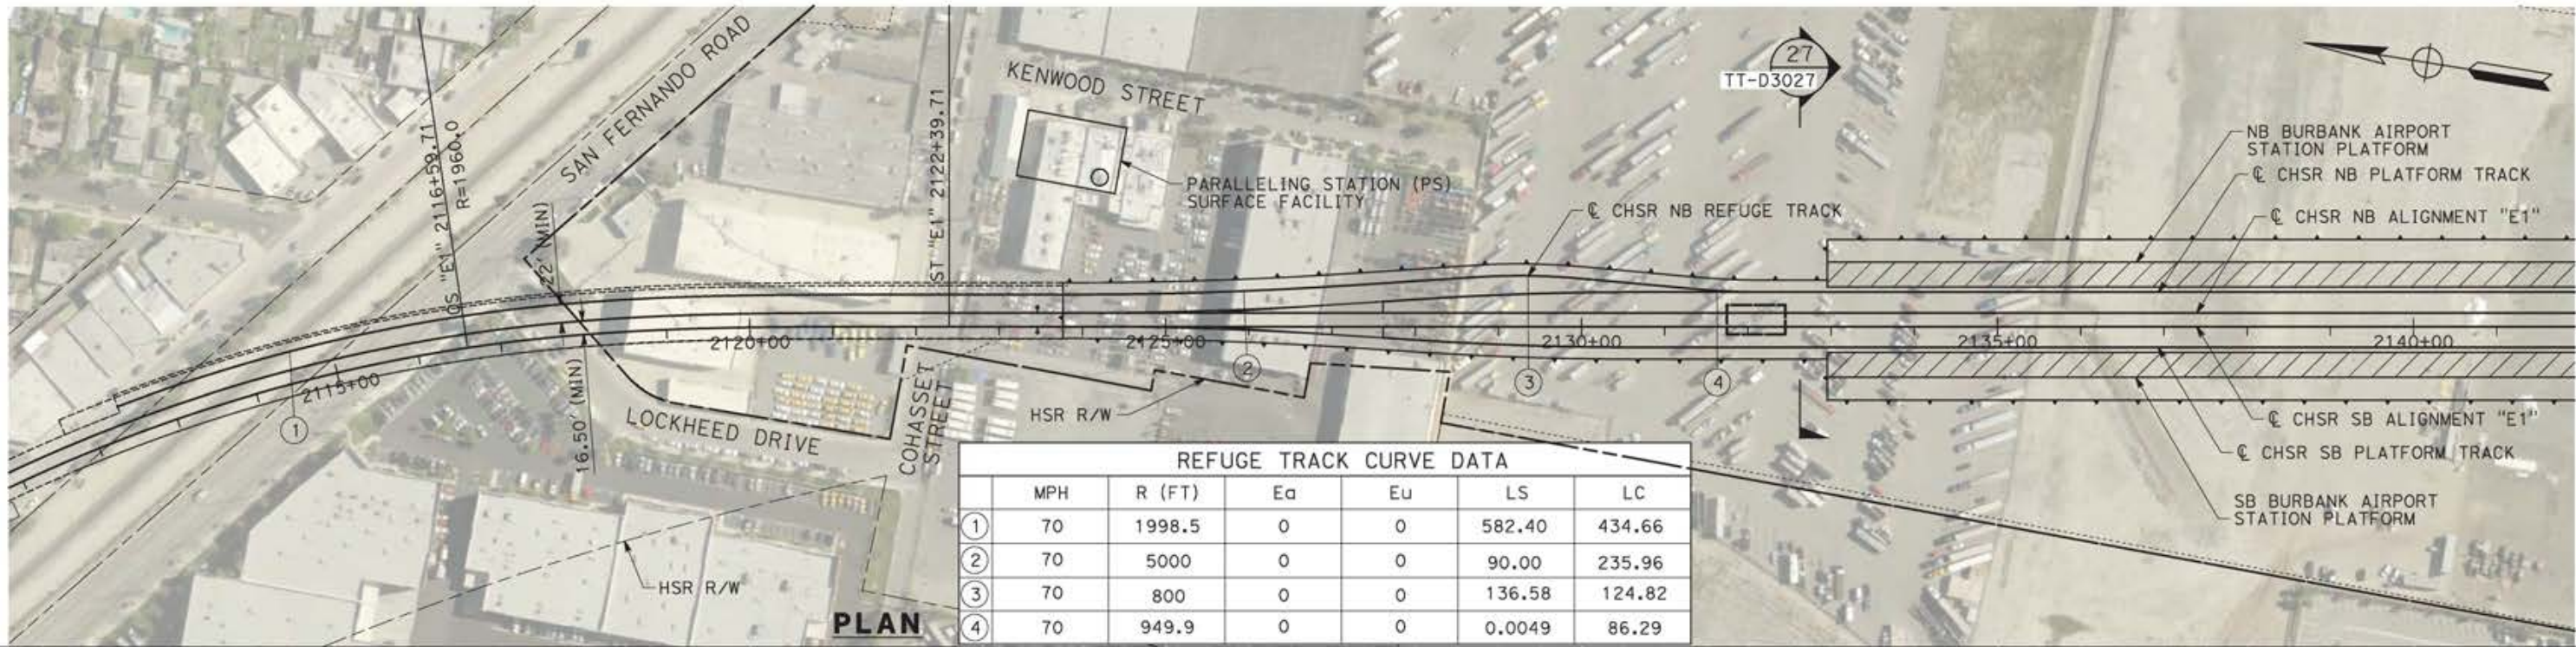 SAN FERNANDO ROAD
CS "E1" 2116+59.71
R=1960.0
22' (MIN)
16.50' (MIN)
ST "E1" 2122+39.71
KENWOOD STREET
PARALLELING STATION (PS)
SURFACE FACILITY
27
TT-D3027
℄ CHSR NB REFUGE TRACK
NB BURBANK AIRPORT
STATION PLATFORM
℄ CHSR NB PLATFORM TRACK
℄ CHSR NB ALIGNMENT "E1"
2115+00
2120+00
2125+00
2130+00
2135+00
2140+00
1
2
3
4
LOCKHEED DRIVE
COHASSET
STREET
HSR R/W
HSR R/W
℄ CHSR SB ALIGNMENT "E1"
℄ CHSR SB PLATFORM TRACK
SB BURBANK AIRPORT
STATION PLATFORM
REFUGE TRACK CURVE DATA
MPH R (FT) Ea Eu LS LC
1 70 1998.5 0 0 582.40 434.66
2 70 5000 0 0 90.00 235.96
3 70 800 0 0 136.58 124.82
4 70 949.9 0 0 0.0049 86.29
PLAN